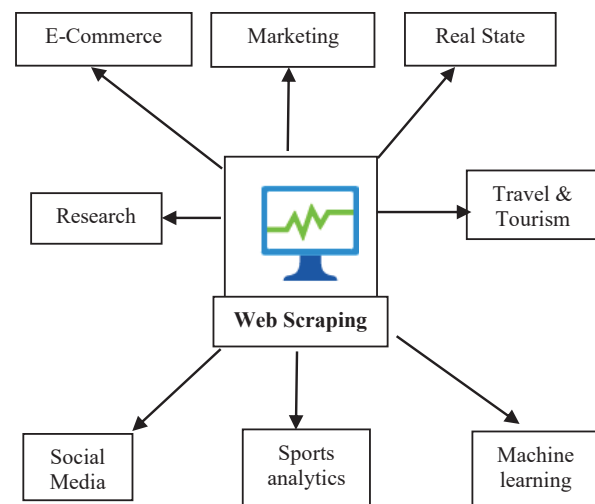 E-Commerce
Marketing
Real State
Research
Travel &
Tourism
Web Scraping
Social
Media
Sports
analytics
Machine
learning